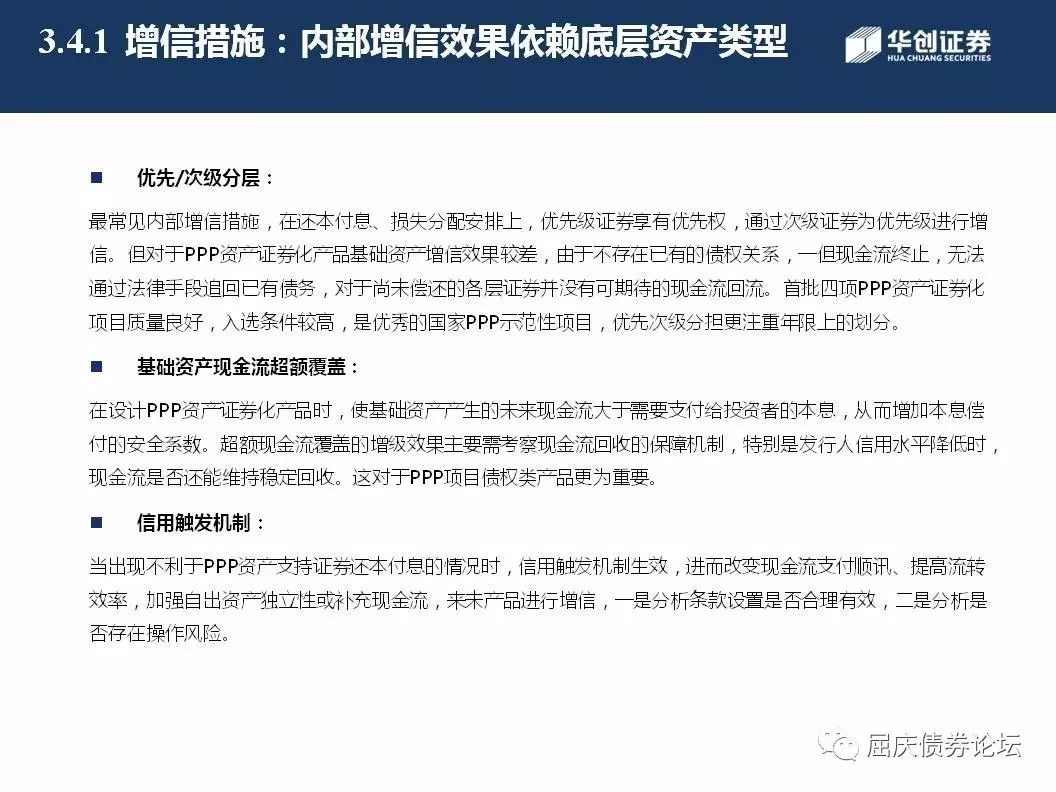 3.4.1 增信措施：内部增信效果依赖底层资产类型
华创证券
HUA CHUANG SECURITIES
■ 优先/次级分层：
最常见内部增信措施，在还本付息、损失分配安排上，优先级证券享有优先权，通过次级证券为优先级进行增
信。但对于PPP资产证券化产品基础资产增信效果较差，由于不存在已有的债权关系，一但现金流终止，无法
通过法律手段追回已有债务，对于尚未偿还的各层证券并没有可期待的现金流回流。首批四项PPP资产证券化
项目质量良好，入选条件较高，是优秀的国家PPP示范性项目，优先次级分担更注重年限上的划分。
■ 基础资产现金流超额覆盖：
在设计PPP资产证券化产品时，使基础资产产生的未来现金流大于需要支付给投资者的本息，从而增加本息偿
付的安全系数。超额现金流覆盖的增级效果主要需考察现金流回收的保障机制，特别是发行人信用水平降低时，
现金流是否还能维持稳定回收。这对于PPP项目债权类产品更为重要。
■ 信用触发机制：
当出现不利于PPP资产支持证券还本付息的情况时，信用触发机制生效，进而改变现金流支付顺讯、提高流转
效率，加强自出资产独立性或补充现金流，来未产品进行增信，一是分析条款设置是否合理有效，二是分析是
否存在操作风险。
屈庆债券论坛